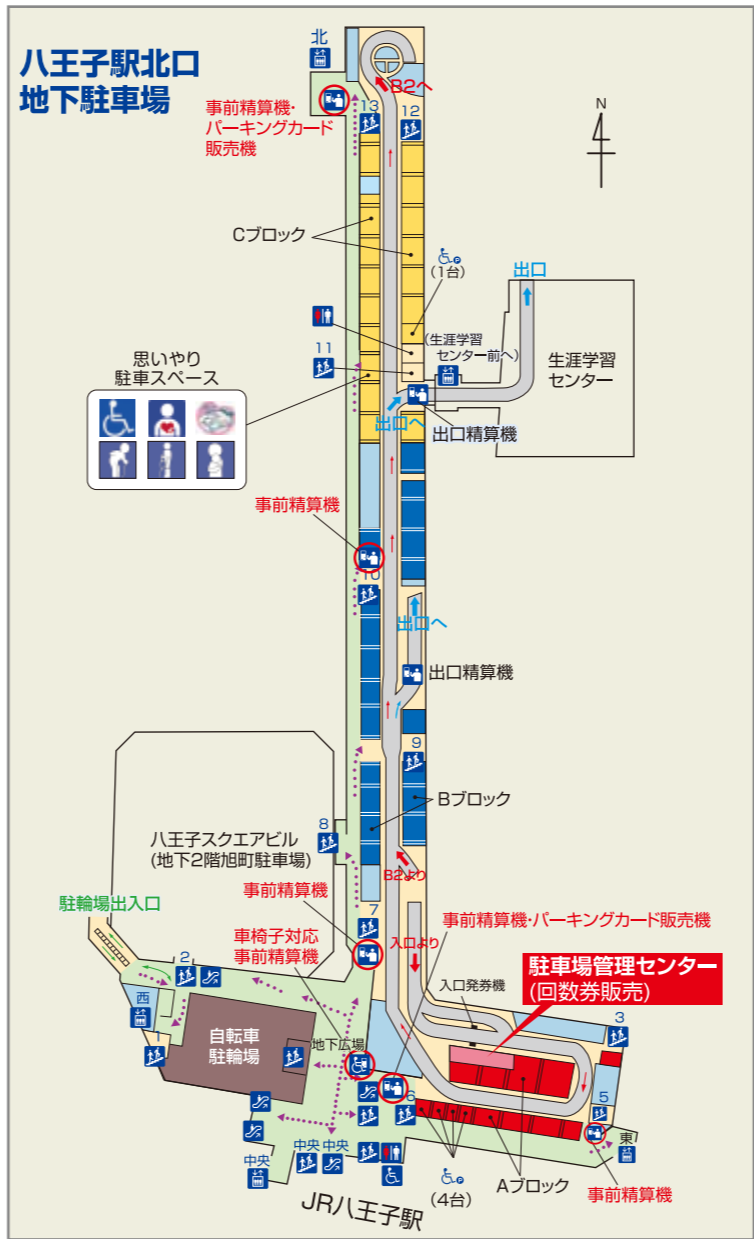 八王子駅北口
地下駐車場
北
B2へ
N
事前精算機・
パーキングカード
販売機
13
12
Cブロック
P
(1台)
出口
11
(生涯学習
センター前へ)
生涯学習
センター
思いやり
駐車スペース
出口へ
出口精算機
事前精算機
10
出口へ
出口精算機
9
Bブロック
8
八王子スクエアビル
(地下2階旭町駐車場)
B2より
事前精算機
7
駐輪場出入口
車椅子対応
事前精算機
事前精算機・パーキングカード販売機
入口より
駐車場管理センター
(回数券販売)
入口発券機
2
西
3
自転車
駐輪場
地下広場
1
6
5
東
中央
中央
中央
P
(4台)
Aブロック
事前精算機
JR八王子駅